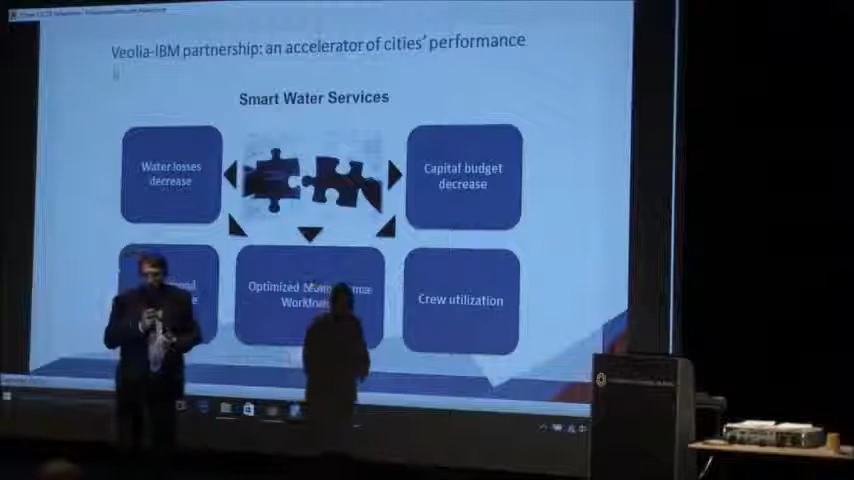 Veolia-IBM partnership: an accelerator of cities' performance
Smart Water Services
Water losses
decrease
Capital budget
decrease
Optimized
Crew utilization